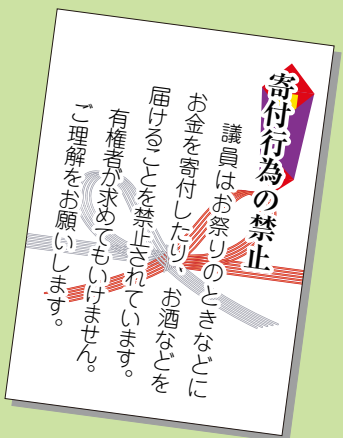 寄付行為の禁止
議員はお祭りのときなどに
お金を寄付したり、お酒などを
届けることを禁止されています。
有権者が求めてもいけません。
ご理解をお願いします。